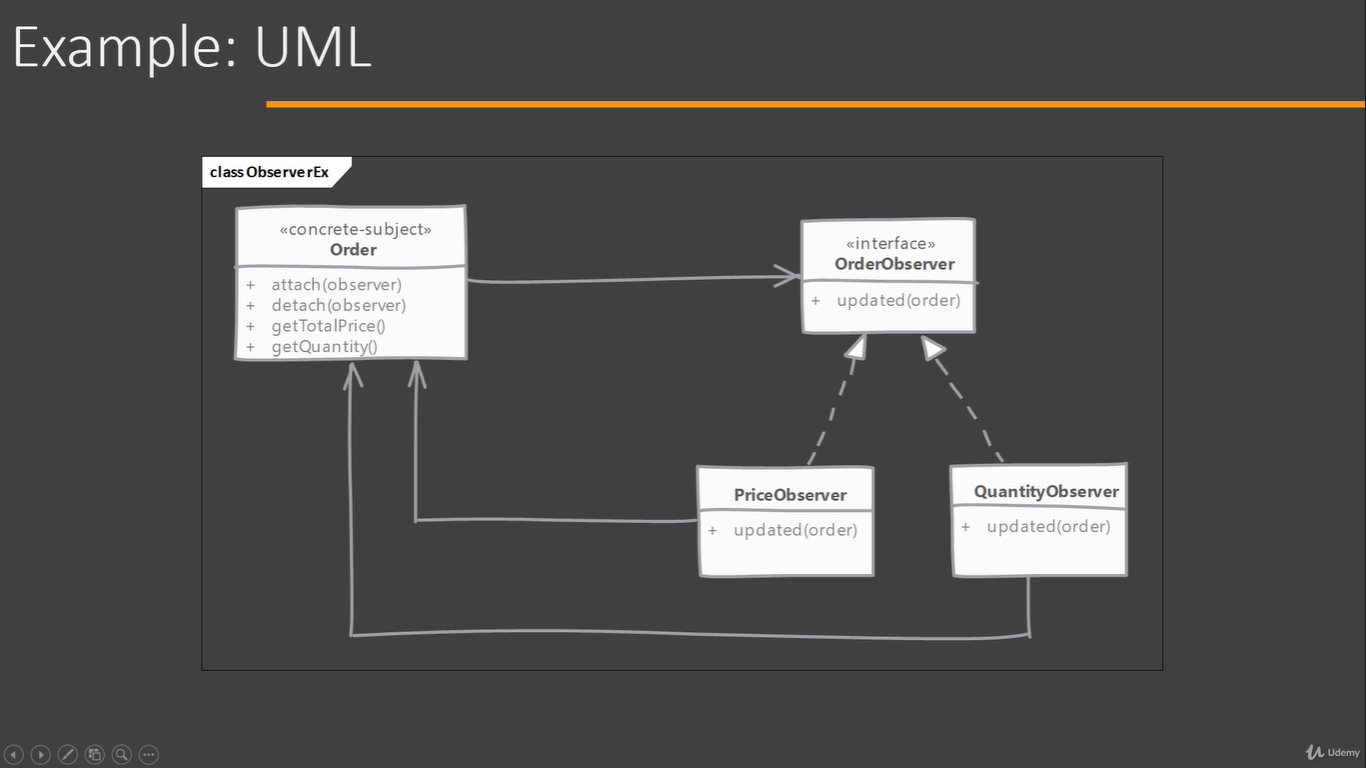 Example: UML
class ObserverEx
«concrete-subject»
Order
+ attach(observer)
+ detach(observer)
+ getTotalPrice()
+ getQuantity()
«interface»
OrderObserver
+ updated(order)
PriceObserver
+ updated(order)
QuantityObserver
+ updated(order)
Udemy